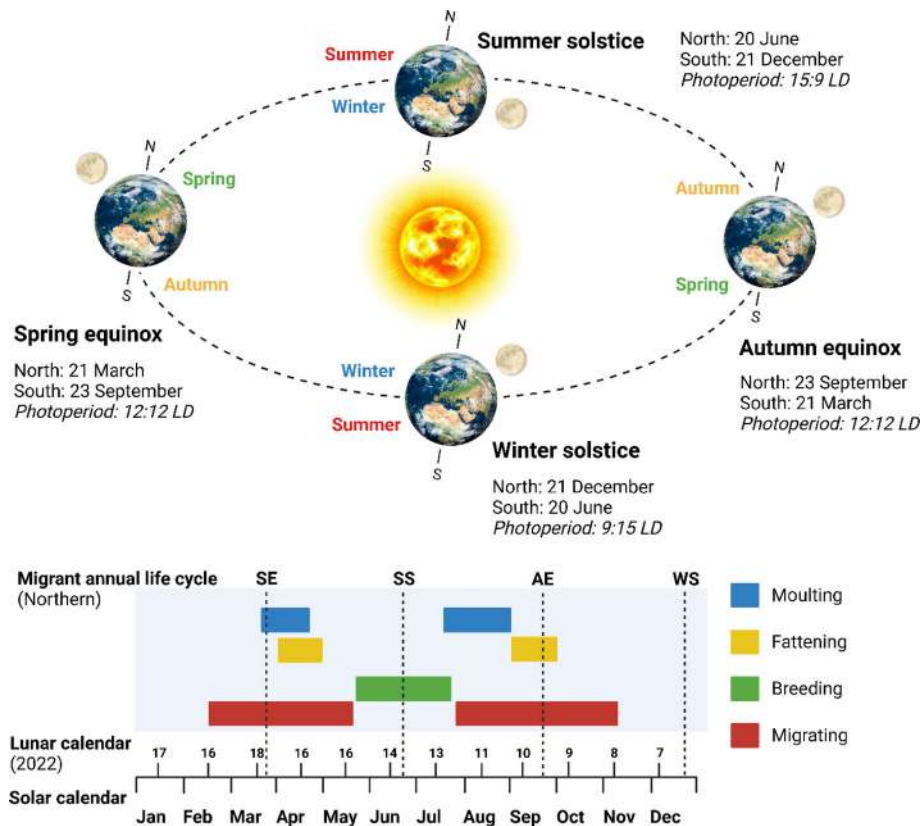 N
Summer solstice
North: 20 June
South: 21 December
Photoperiod: 15:9 LD
Summer
Winter
S
N
Spring
Autumn
S
N
Autumn
Spring
S
Spring equinox
North: 21 March
South: 23 September
Photoperiod: 12:12 LD
N
Winter
Summer
S
Autumn equinox
North: 23 September
South: 21 March
Photoperiod: 12:12 LD
Winter solstice
North: 21 December
South: 20 June
Photoperiod: 9:15 LD
Migrant annual life cycle
(Northern)
SE SS AE WS
Moulting
Fattening
Breeding
Migrating
Lunar calendar
(2022)
17 16 18 16 16 14 13 11 10 9 8 7
Solar calendar
Jan Feb Mar Apr May Jun Jul Aug Sep Oct Nov Dec